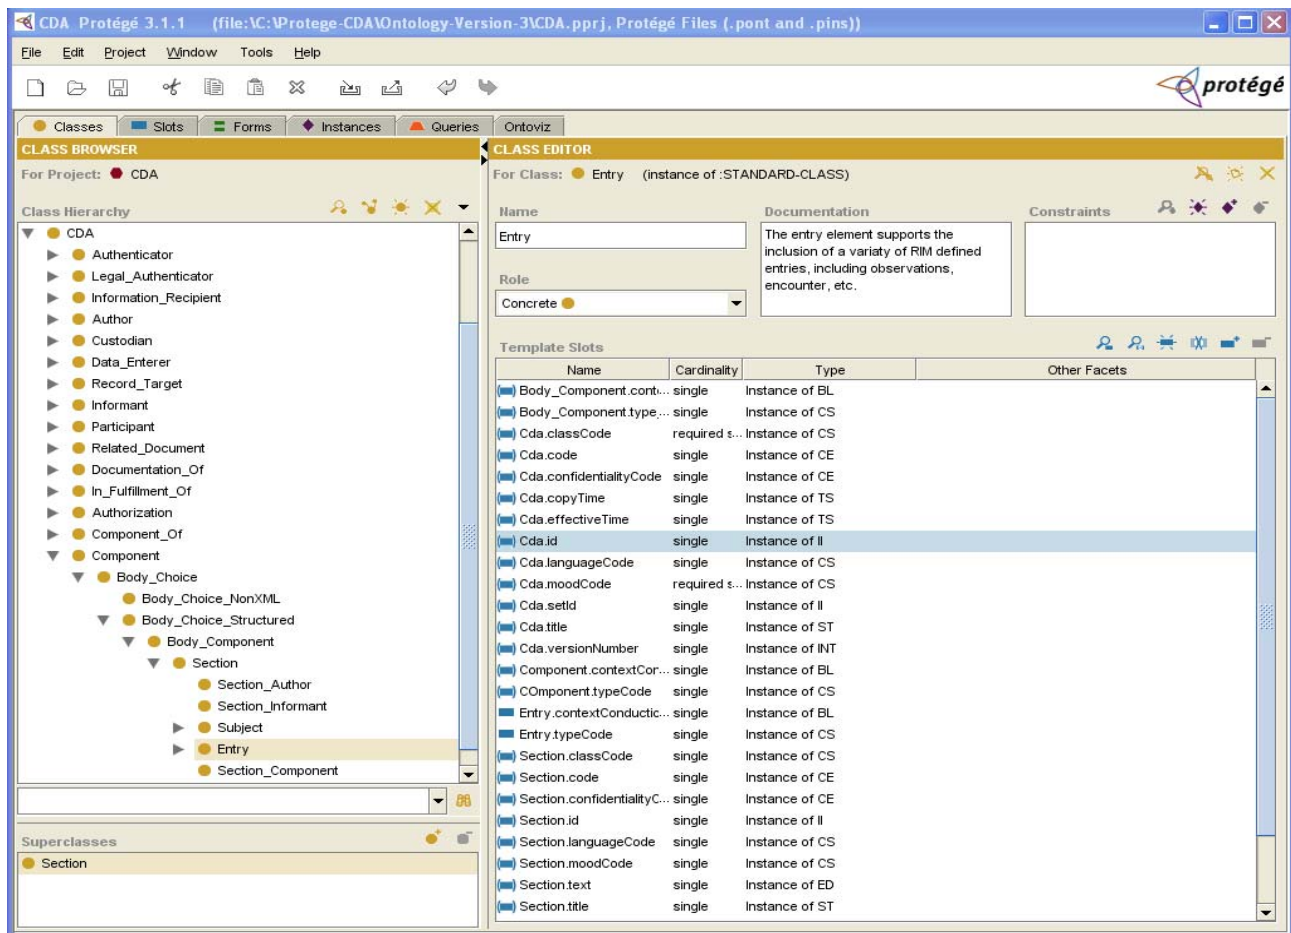 CDA Protégé 3.1.1 (file:\C:\Protege-CDA\Ontology-Version-3\CDA.pprj, Protégé Files (.pont and .pins))
File Edit Project Window Tools Help
protégé
Classes Slots Forms Instances Queries Ontoviz
CLASS BROWSER
For Project: CDA
Class Hierarchy
CDA
Authenticator
Legal_Authenticator
Information_Recipient
Author
Custodian
Data_Enterer
Record_Target
Informant
Participant
Related_Document
Documentation_Of
In_Fulfillment_Of
Authorization
Component_Of
Component
Body_Choice
Body_Choice_NonXML
Body_Choice_Structured
Body_Component
Section
Section_Author
Section_Informant
Subject
Entry
Section_Component
Superclasses
Section
CLASS EDITOR
For Class: Entry (instance of :STANDARD-CLASS)
Name
Entry
Role
Concrete
Documentation
The entry element supports the
inclusion of a variaty of RIM defined
entries, including observations,
encounter, etc.
Constraints
Template Slots
Name Cardinality Type Other Facets
Body_Component.cont... single Instance of BL
Body_Component.type_... single Instance of CS
Cda.classCode required s... Instance of CS
Cda.code single Instance of CE
Cda.confidentialityCode single Instance of CE
Cda.copyTime single Instance of TS
Cda.effectiveTime single Instance of TS
Cda.id single Instance of II
Cda.languageCode single Instance of CS
Cda.moodCode required s... Instance of CS
Cda.setId single Instance of II
Cda.title single Instance of ST
Cda.versionNumber single Instance of INT
Component.contextCon... single Instance of BL
COmponent.typeCode single Instance of CS
Entry.contextConductic... single Instance of BL
Entry.typeCode single Instance of CS
Section.classCode single Instance of CS
Section.code single Instance of CE
Section.confidentialityC... single Instance of CE
Section.id single Instance of II
Section.languageCode single Instance of CS
Section.moodCode single Instance of CS
Section.text single Instance of ED
Section.title single Instance of ST